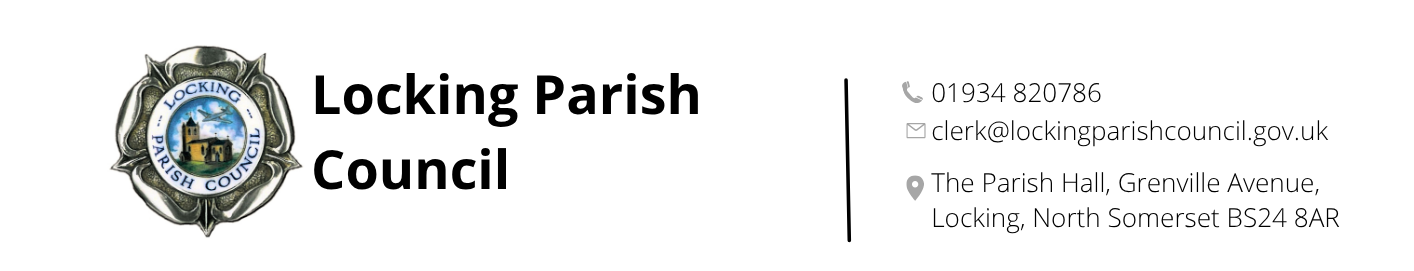 LOCKING
PARISH COUNCIL
Locking Parish
Council
01934 820786
clerk@lockingparishcouncil.gov.uk
The Parish Hall, Grenville Avenue,
Locking, North Somerset BS24 8AR